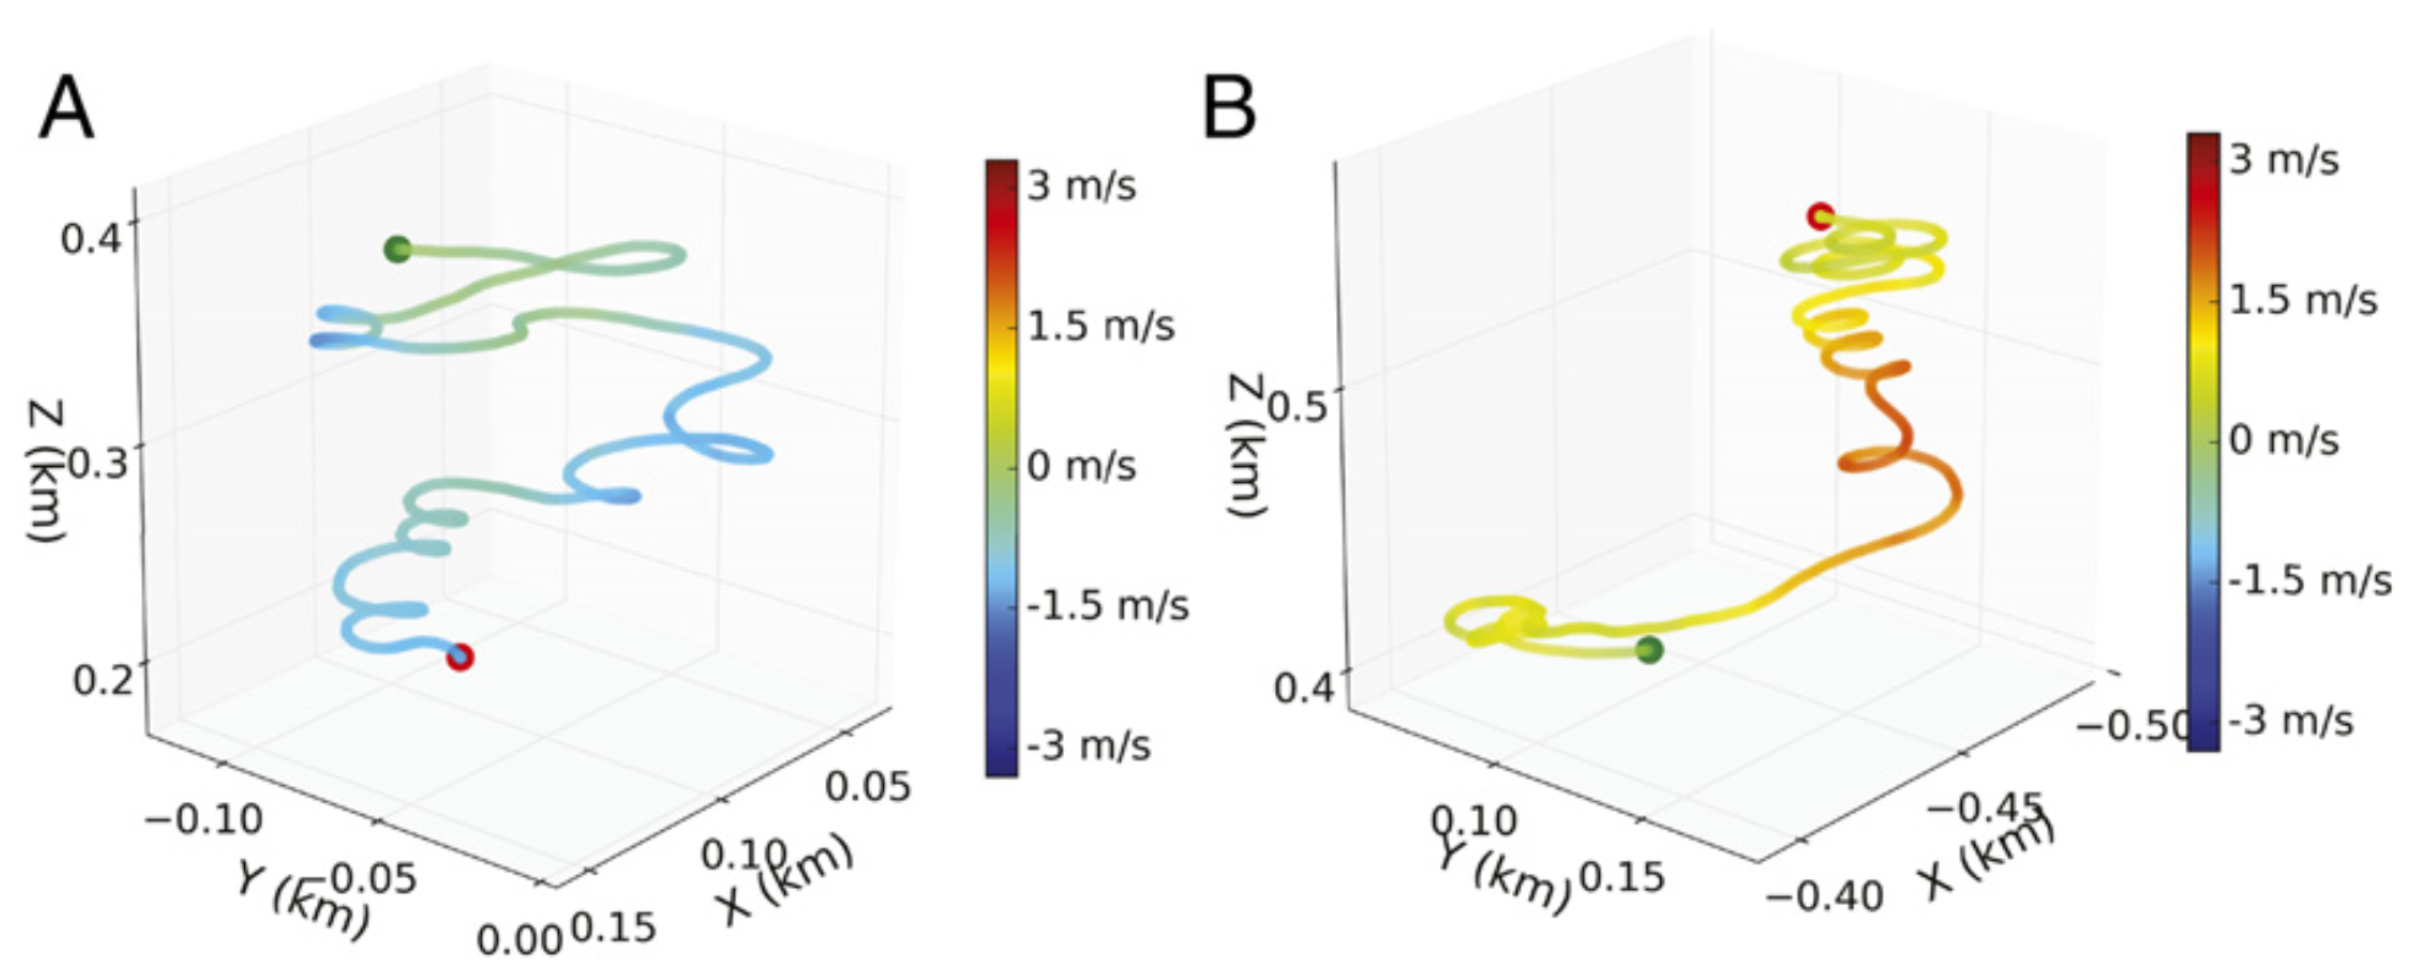 A
0.4
0.3
0.2
Z (km)
−0.10
−0.05
0.00
Y (km)
0.15
0.10
0.05
X (km)
3 m/s
1.5 m/s
0 m/s
-1.5 m/s
-3 m/s
B
0.5
0.4
Z (km)
0.10
0.15
Y (km)
−0.40
−0.45
−0.50
X (km)
3 m/s
1.5 m/s
0 m/s
-1.5 m/s
-3 m/s